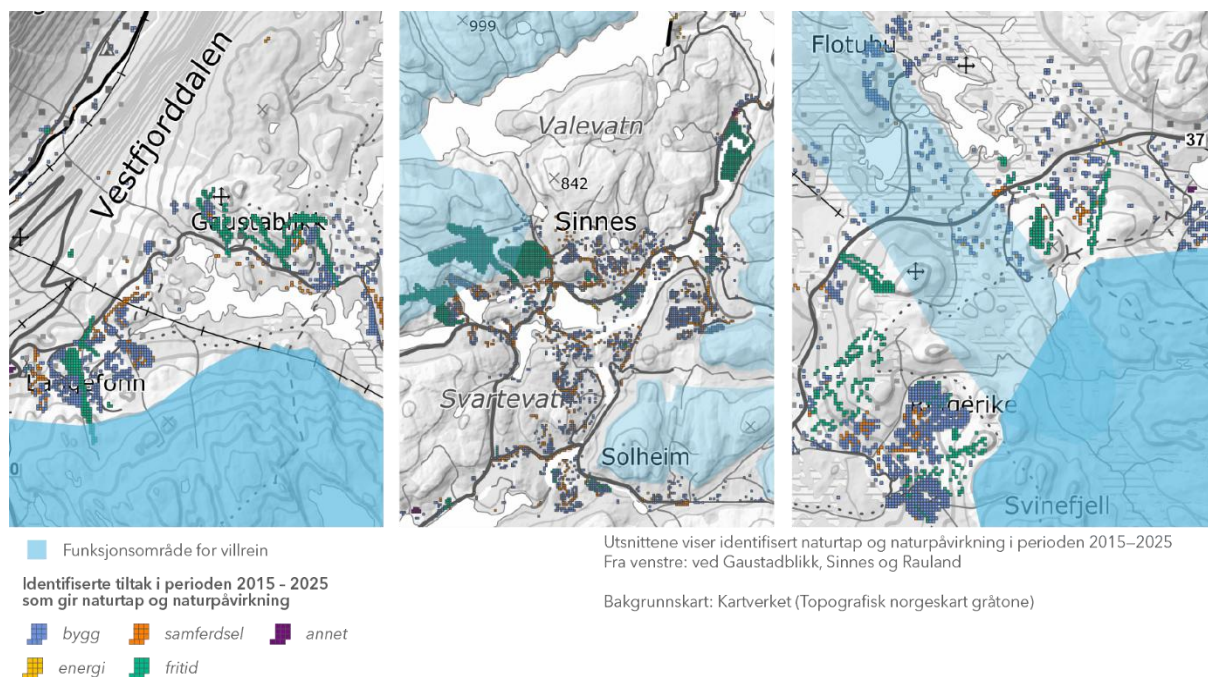 Vestfjorddalen
Gaustablikk
0
999
Valevatn
842
Sinnes
Svartevatn
Solheim
Flotubu
37
Svinefjell
Funksjonsområde for villrein
Identifiserte tiltak i perioden 2015 – 2025
som gir naturtap og naturpåvirkning
bygg
samferdsel
annet
energi
fritid
Utsnittene viser identifisert naturtap og naturpåvirkning i perioden 2015–2025
Fra venstre: ved Gaustadblikk, Sinnes og Rauland
Bakgrunnskart: Kartverket (Topografisk norgeskart gråtone)